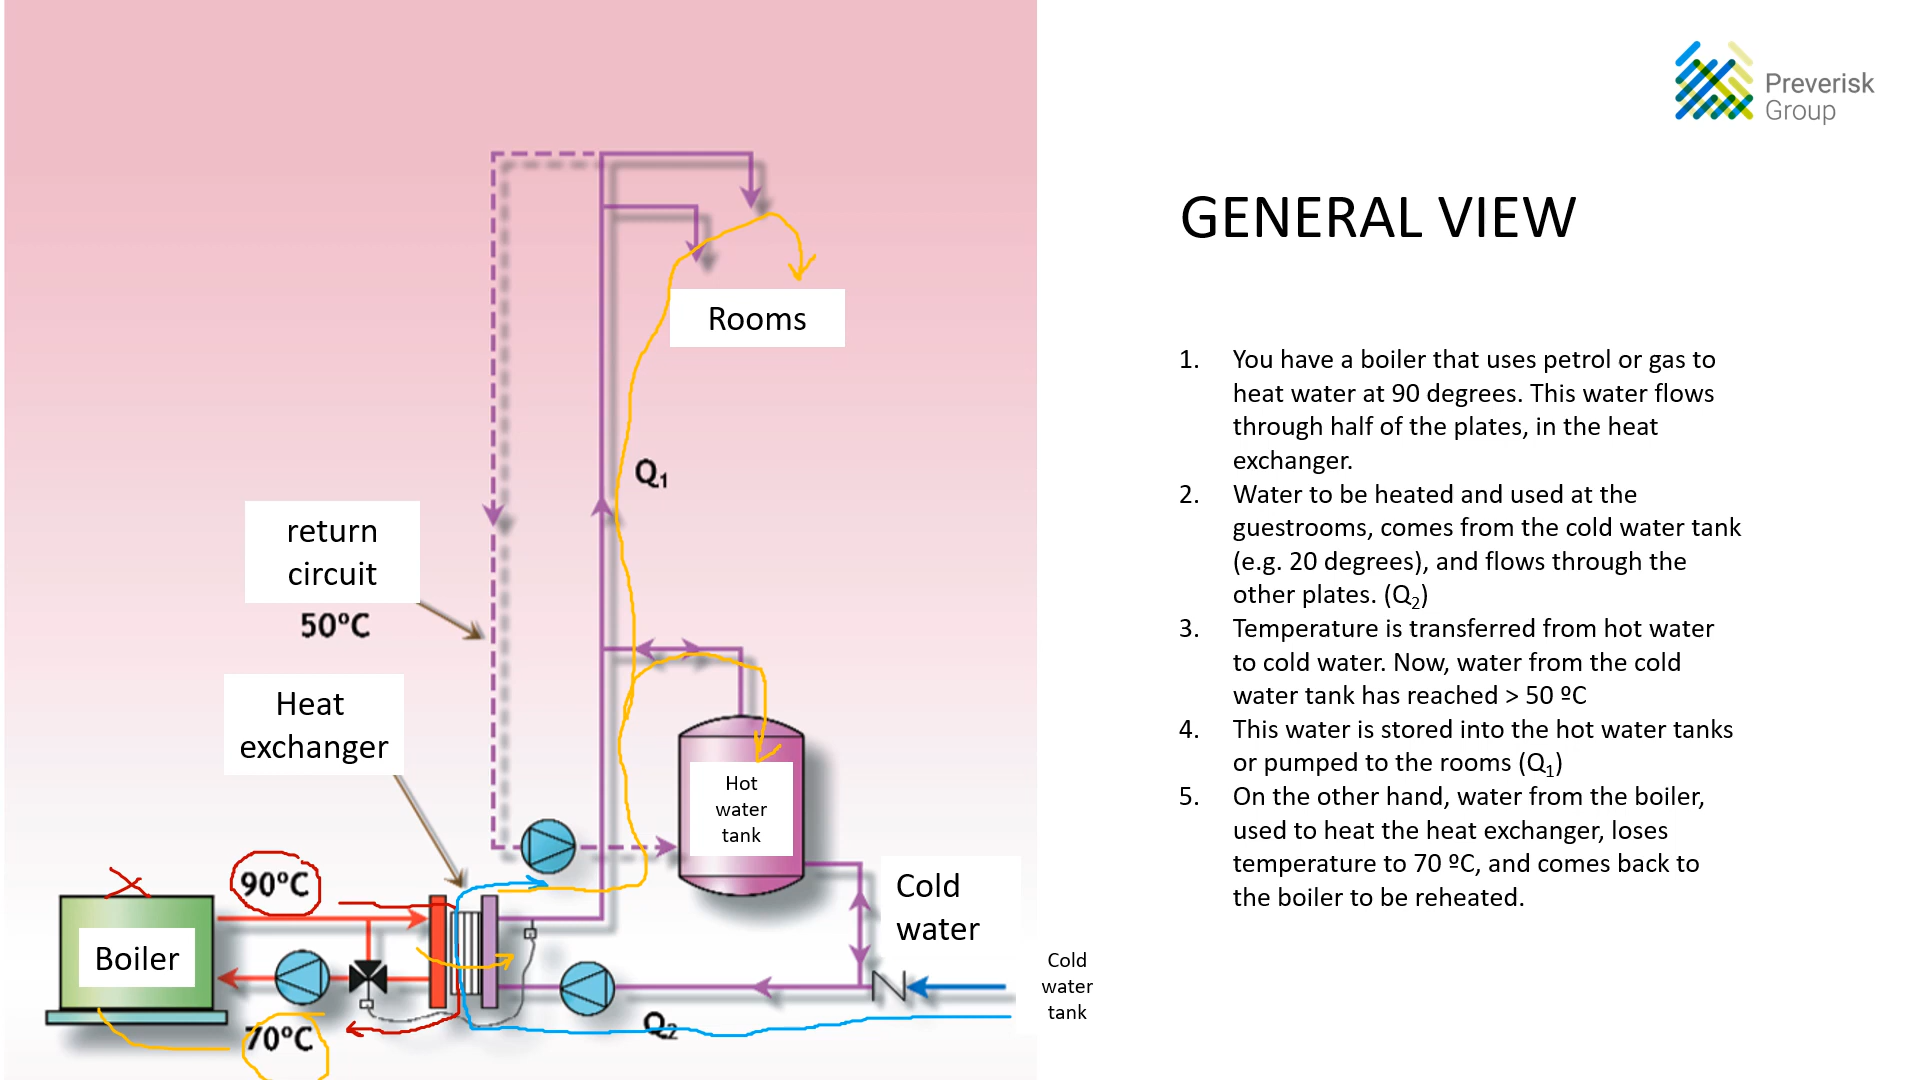 Preverisk
Group
GENERAL VIEW
Rooms
Q1
return
circuit
50ºC
Heat
exchanger
Hot
water
tank
90ºC
Boiler
70ºC
Cold
water
Cold
water
tank
Q2
1. You have a boiler that uses petrol or gas to
heat water at 90 degrees. This water flows
through half of the plates, in the heat
exchanger.
2. Water to be heated and used at the
guestrooms, comes from the cold water tank
(e.g. 20 degrees), and flows through the
other plates. (Q2)
3. Temperature is transferred from hot water
to cold water. Now, water from the cold
water tank has reached > 50 ºC
4. This water is stored into the hot water tanks
or pumped to the rooms (Q1)
5. On the other hand, water from the boiler,
used to heat the heat exchanger, loses
temperature to 70 ºC, and comes back to
the boiler to be reheated.